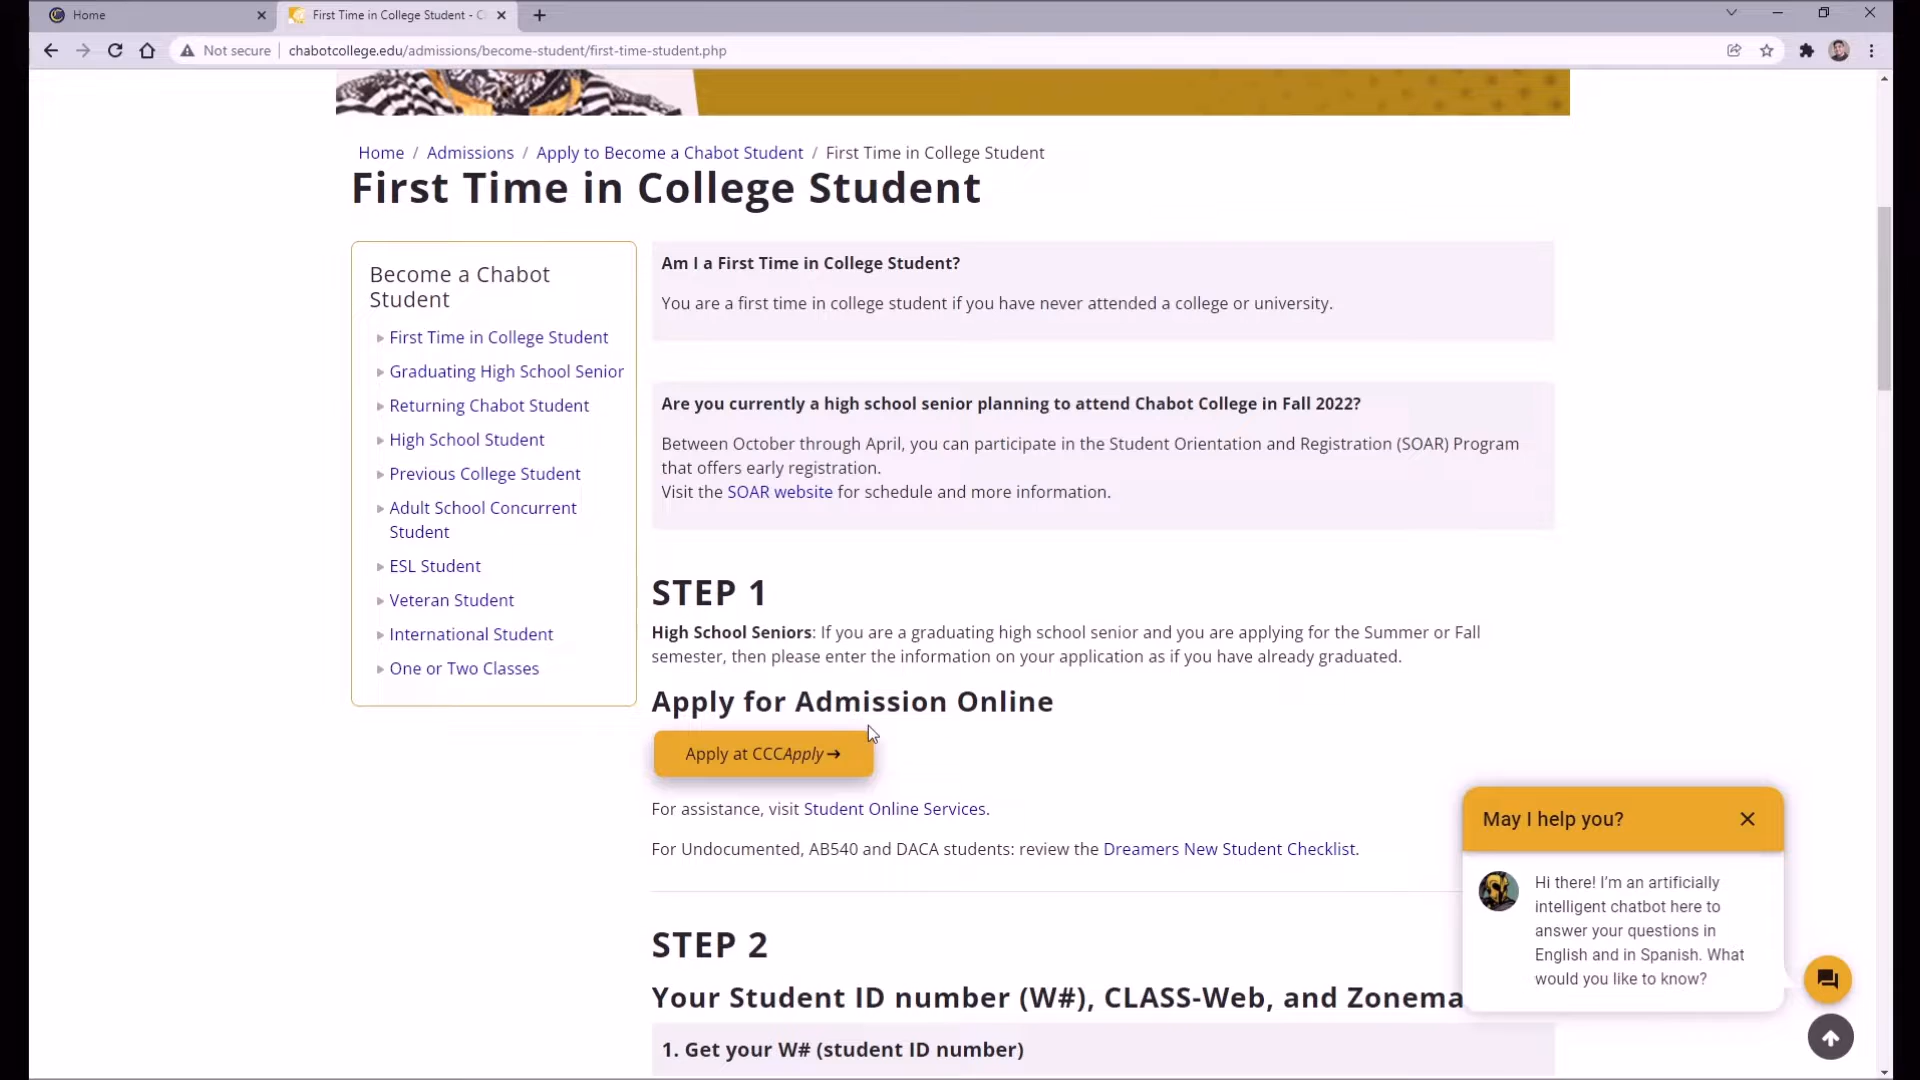 Home
First Time in College Student - C
Not secure
chabotcollege.edu/admissions/become-student/first-time-student.php
Home / Admissions / Apply to Become a Chabot Student / First Time in College Student
First Time in College Student
Become a Chabot
Student
First Time in College Student
Graduating High School Senior
Returning Chabot Student
High School Student
Previous College Student
Adult School Concurrent
Student
ESL Student
Veteran Student
International Student
One or Two Classes
Am I a First Time in College Student?
You are a first time in college student if you have never attended a college or university.
Are you currently a high school senior planning to attend Chabot College in Fall 2022?
Between October through April, you can participate in the Student Orientation and Registration (SOAR) Program
that offers early registration.
Visit the SOAR website for schedule and more information.
STEP 1
High School Seniors: If you are a graduating high school senior and you are applying for the Summer or Fall
semester, then please enter the information on your application as if you have already graduated.
Apply for Admission Online
Apply at CCCApply →
For assistance, visit Student Online Services.
For Undocumented, AB540 and DACA students: review the Dreamers New Student Checklist.
STEP 2
Your Student ID number (W#), CLASS-Web, and Zonema
1. Get your W# (student ID number)
May I help you?
Hi there! I'm an artificially
intelligent chatbot here to
answer your questions in
English and in Spanish. What
would you like to know?